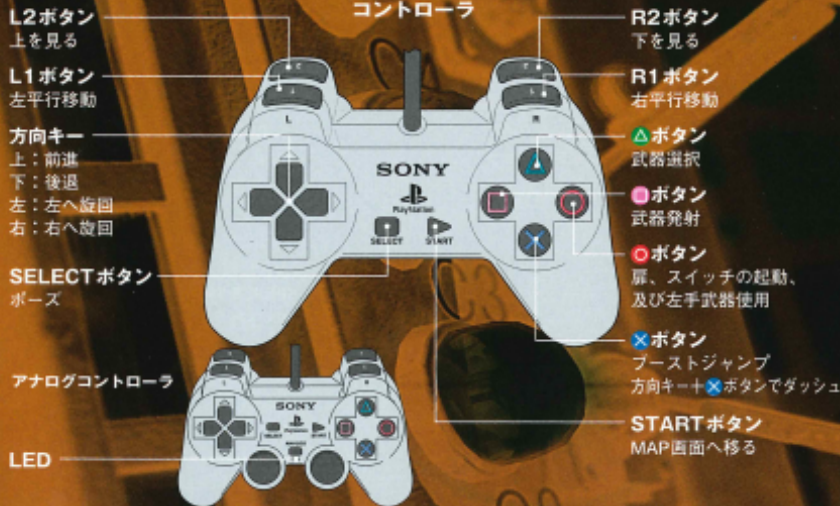 コントローラ
L2ボタン
上を見る
L1ボタン
左平行移動
方向キー
上：前進
下：後退
左：左へ旋回
右：右へ旋回
SELECTボタン
ポーズ
アナログコントローラ
LED
L
R
SONY
PlayStation
SELECT
START
SONY
R2ボタン
下を見る
R1ボタン
右平行移動
△ボタン
武器選択
□ボタン
武器発射
○ボタン
扉、スイッチの起動、
及び左手武器使用
×ボタン
ブーストジャンプ
方向キー＋×ボタンでダッシュ
STARTボタン
MAP画面へ移る